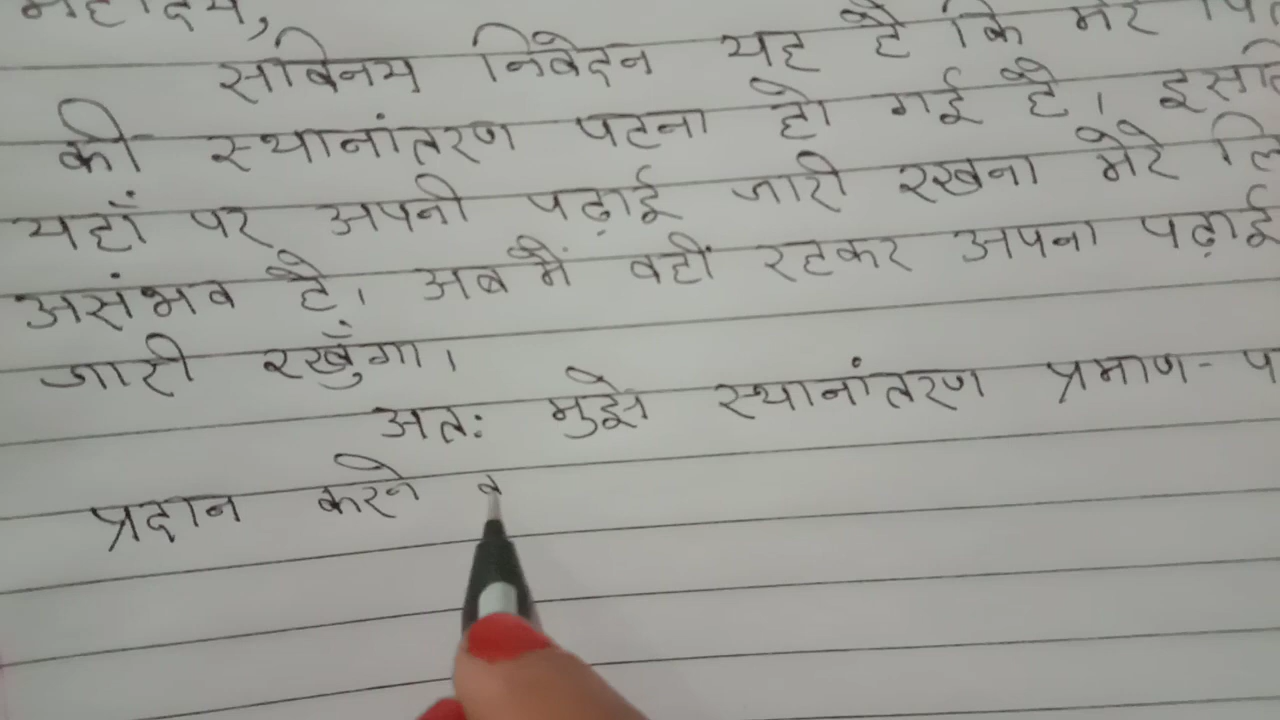 महोदय,
सविनय निवेदन यह है कि मेरे
की स्थानांतरण पटना हो गई है।
यहाँ पर अपनी पढ़ाई जारी रखना मेरे
असंभव है। अब मैं वहीं रहकर अपना पढ़ाई
जारी रखुँगा।
अतः मुझे स्थानांतरण प्रमाण-
प्रदान करने